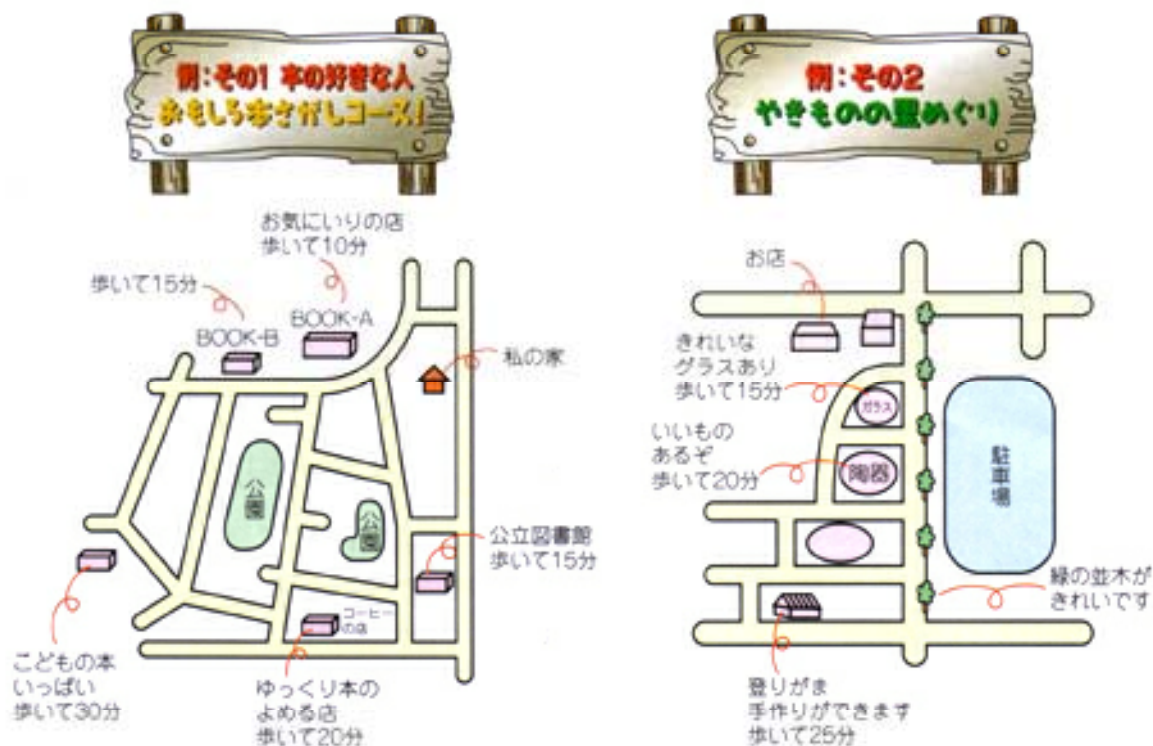 例:その1 本の好きな人
おもしろ本さがしコース!
お気にいりの店
歩いて10分
歩いて15分
BOOK-A
BOOK-B
私の家
公園
公園
公立図書館
歩いて15分
コーヒー
の店
こどもの本
いっぱい
歩いて30分
ゆっくり本の
よめる店
歩いて20分
例:その2
やきものの里めぐり
お店
きれいな
グラスあり
歩いて15分
ガラス
いいもの
あるぞ
歩いて20分
陶器
駐車場
緑の並木が
きれいです
登りがま
手作りができます
歩いて25分